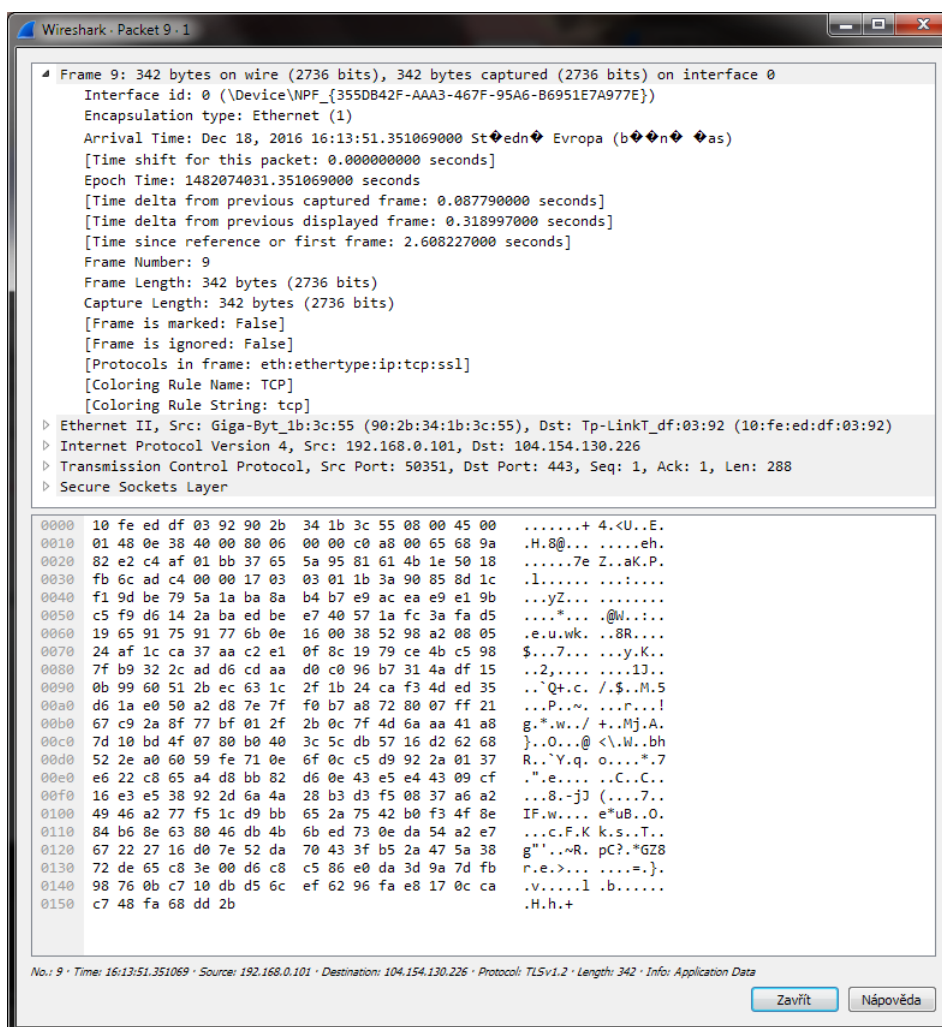 Wireshark · Packet 9 · 1
Frame 9: 342 bytes on wire (2736 bits), 342 bytes captured (2736 bits) on interface 0
Interface id: 0 (\Device\NPF_{355DB42F-AAA3-467F-95A6-B6951E7A977E})
Encapsulation type: Ethernet (1)
Arrival Time: Dec 18, 2016 16:13:51.351069000 St�edn� Evropa (b��n� �as)
[Time shift for this packet: 0.000000000 seconds]
Epoch Time: 1482074031.351069000 seconds
[Time delta from previous captured frame: 0.087790000 seconds]
[Time delta from previous displayed frame: 0.318997000 seconds]
[Time since reference or first frame: 2.608227000 seconds]
Frame Number: 9
Frame Length: 342 bytes (2736 bits)
Capture Length: 342 bytes (2736 bits)
[Frame is marked: False]
[Frame is ignored: False]
[Protocols in frame: eth:ethertype:ip:tcp:ssl]
[Coloring Rule Name: TCP]
[Coloring Rule String: tcp]
Ethernet II, Src: Giga-Byt_1b:3c:55 (90:2b:34:1b:3c:55), Dst: Tp-LinkT_df:03:92 (10:fe:ed:df:03:92)
Internet Protocol Version 4, Src: 192.168.0.101, Dst: 104.154.130.226
Transmission Control Protocol, Src Port: 50351, Dst Port: 443, Seq: 1, Ack: 1, Len: 288
Secure Sockets Layer
0000 10 fe ed df 03 92 90 2b 34 1b 3c 55 08 00 45 00 .......+ 4.<U..E.
0010 01 48 0e 38 40 00 80 06 00 00 c0 a8 00 65 68 9a .H.8@... .....eh.
0020 82 e2 c4 af 01 bb 37 65 5a 95 81 61 4b 1e 50 18 ......7e Z..aK.P.
0030 fb 6c ad c4 00 00 17 03 03 01 1b 3a 90 85 8d 1c .l...... ...:....
0040 f1 9d be 79 5a 1a ba 8a b4 b7 e9 ac ea e9 e1 9b ...yZ... ........
0050 c5 f9 d6 14 2a ba ed be e7 40 57 1a fc 3a fa d5 ....*... .@W..:..
0060 19 65 91 75 91 77 6b 0e 16 00 38 52 98 a2 08 05 .e.u.wk. ..8R....
0070 24 af 1c ca 37 aa c2 e1 0f 8c 19 79 ce 4b c5 98 $...7... ...y.K..
0080 7f b9 32 2c ad d6 cd aa d0 c0 96 b7 31 4a df 15 ..2,.... ....1J..
0090 0b 99 60 51 2b ec 63 1c 2f 1b 24 ca f3 4d ed 35 ..`Q+.c. /.$..M.5
00a0 d6 1a e0 50 a2 d8 7e 7f f0 b7 a8 72 80 07 ff 21 ...P..~. ...r...!
00b0 67 c9 2a 8f 77 bf 01 2f 2b 0c 7f 4d 6a aa 41 a8 g.*.w../ +..Mj.A.
00c0 7d 10 bd 4f 07 80 b0 40 3c 5c db 57 16 d2 62 68 }..O...@ <\.W..bh
00d0 52 2e a0 60 59 fe 71 0e 6f 0c c5 d9 92 2a 01 37 R..`Y.q. o....*.7
00e0 e6 22 c8 65 a4 d8 bb 82 d6 0e 43 e5 e4 43 09 cf .".e.... ..C..C..
00f0 16 e3 e5 38 92 2d 6a 4a 28 b3 d3 f5 08 37 a6 a2 ...8.-jJ (....7..
0100 49 46 a2 77 f5 1c d9 bb 65 2a 75 42 b0 f3 4f 8e IF.w.... e*uB..O.
0110 84 b6 8e 63 80 46 db 4b 6b ed 73 0e da 54 a2 e7 ...c.F.K k.s..T..
0120 67 22 27 16 d0 7e 52 da 70 43 3f b5 2a 47 5a 38 g"'..~R. pC?.*GZ8
0130 72 de 65 c8 3e 00 d6 c8 c5 86 e0 da 3d 9a 7d fb r.e.>... ....=.}.
0140 98 76 0b c7 10 db d5 6c ef 62 96 fa e8 17 0c ca .v.....l .b......
0150 c7 48 fa 68 dd 2b .H.h.+
No.: 9 · Time: 16:13:51.351069 · Source: 192.168.0.101 · Destination: 104.154.130.226 · Protocol: TLSv1.2 · Length: 342 · Info: Application Data
Zavřít Nápověda